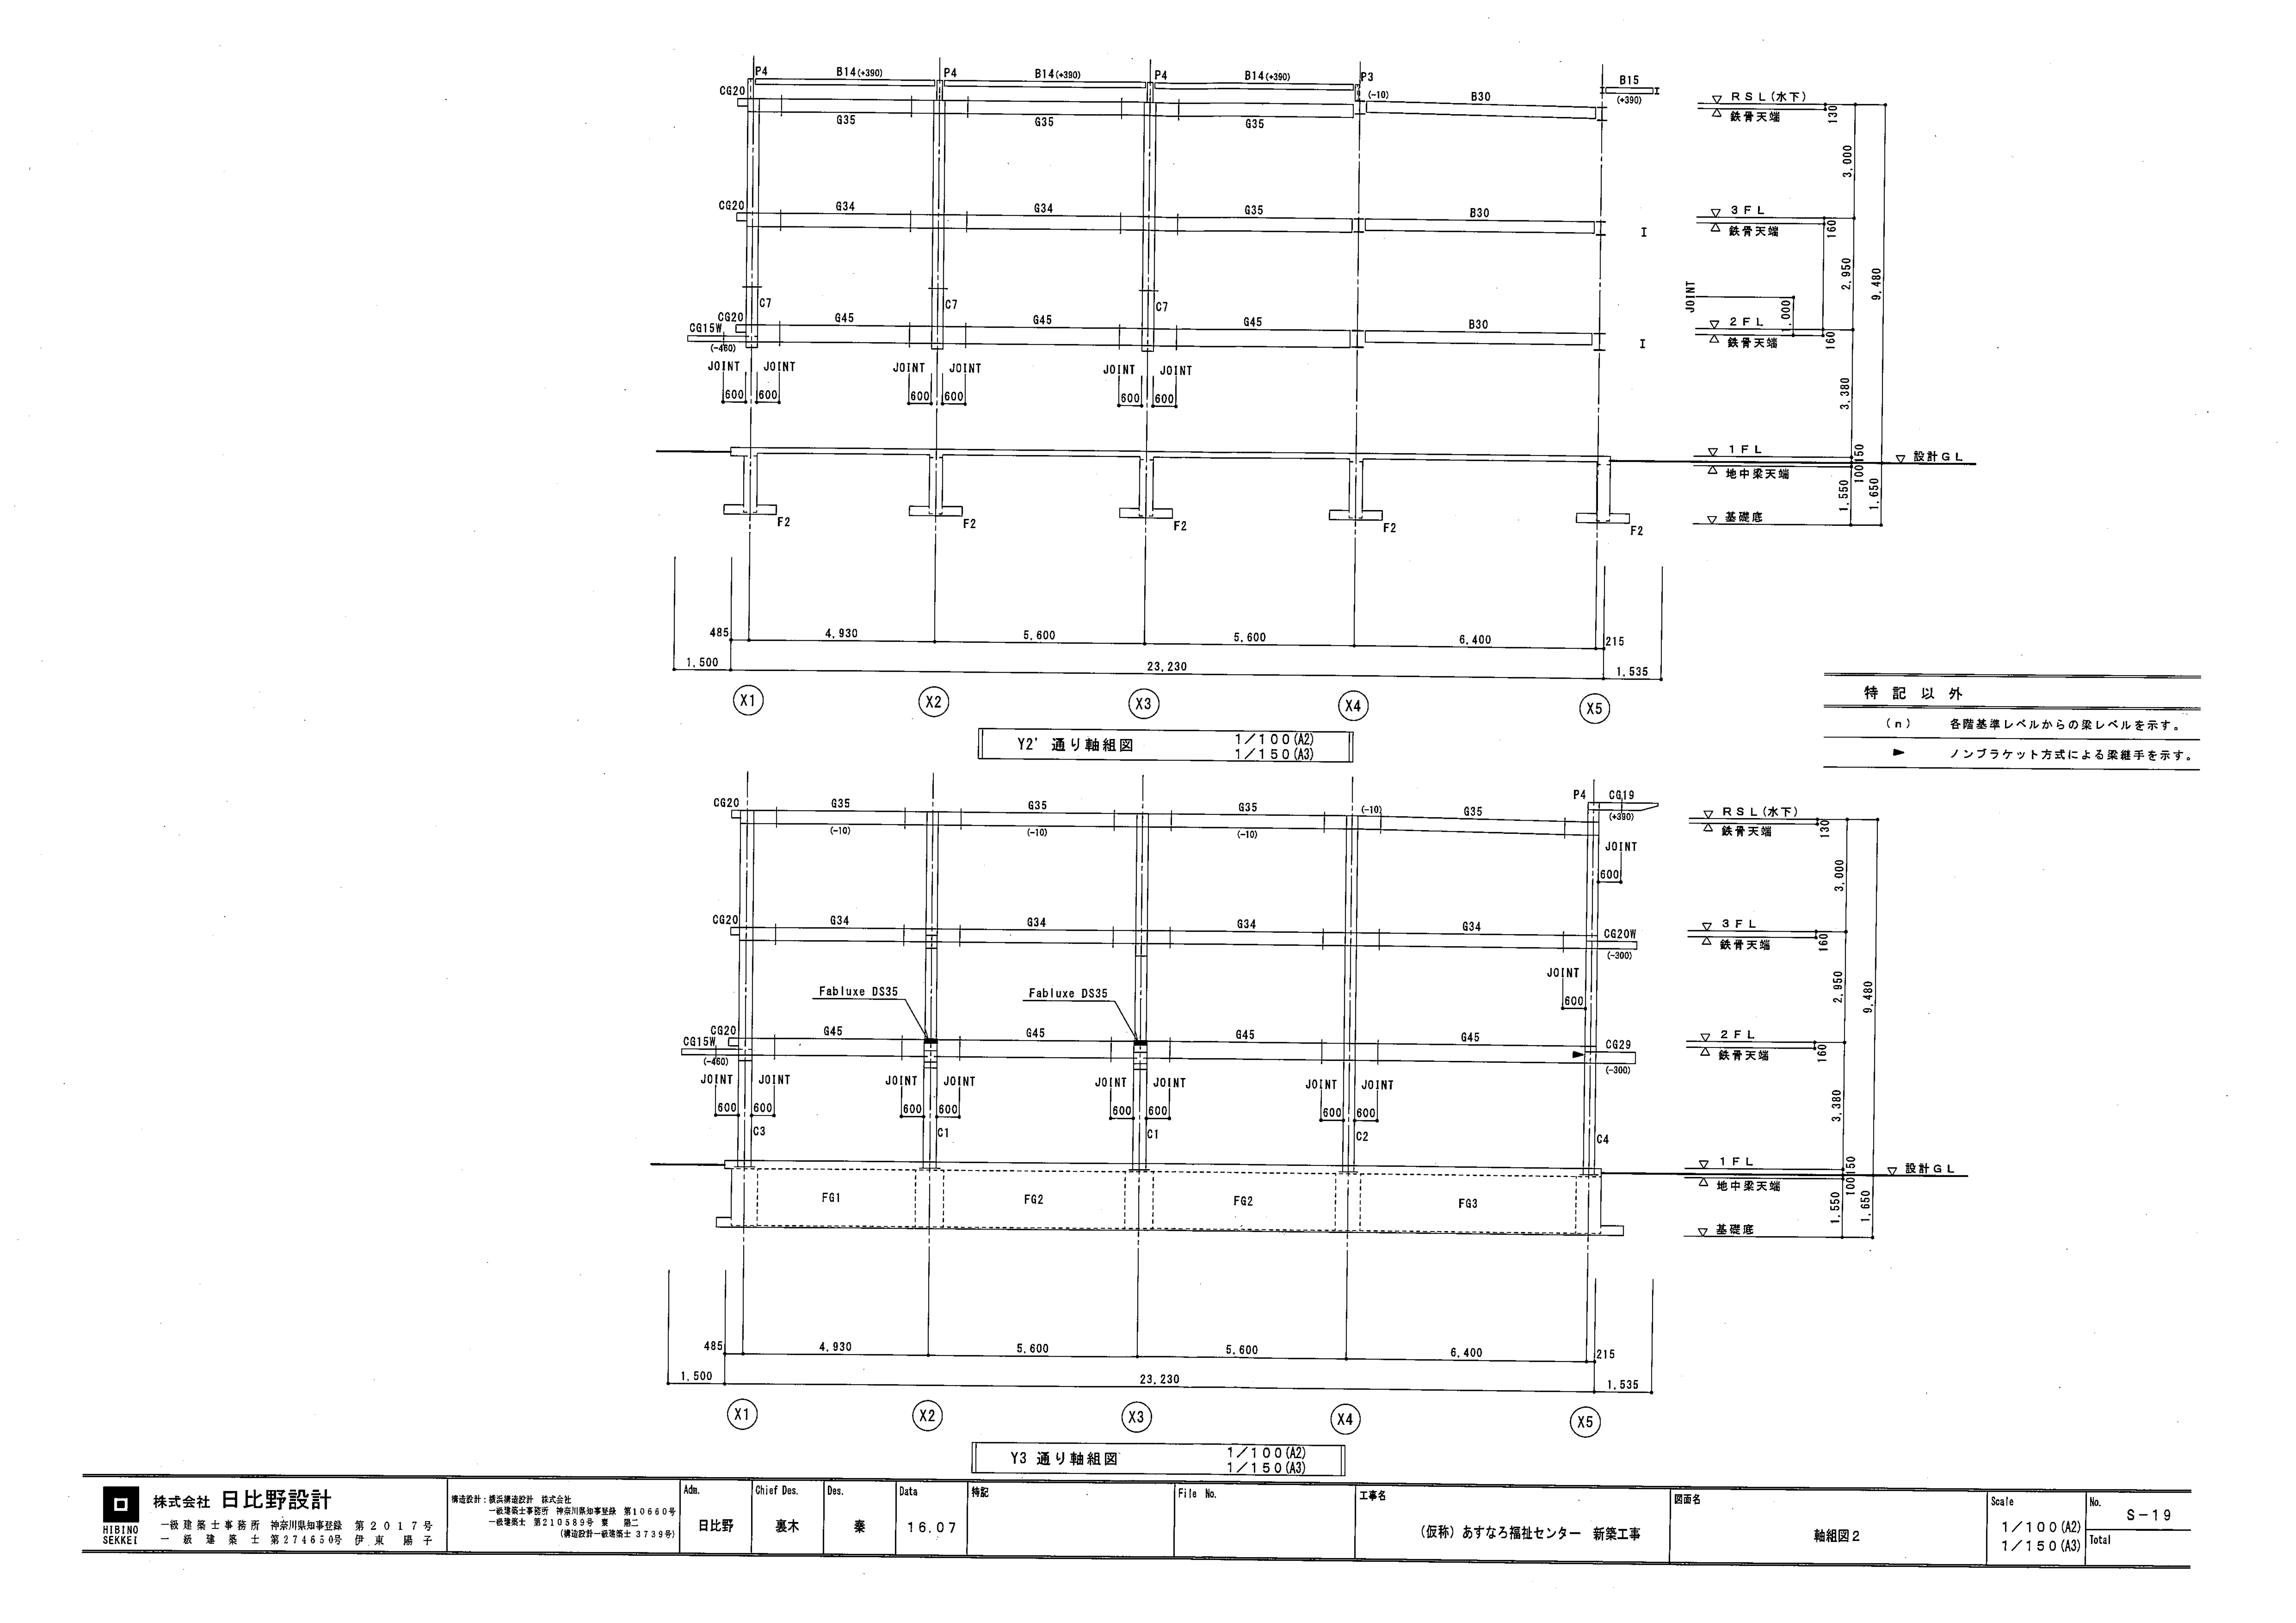 P4 B14(+390) P4 B14(+390) P4 B14(+390) P3 B15
CG20 (-10) B30 (+390)
G35 G35 G35
▽ RSL(水下)
△ 鉄骨天端
130
3,000
CG20 G34 G34 G35 B30
▽ 3FL
△ 鉄骨天端
160
I
JOINT
1,000
2,950
9,480
C7 C7 C7
CG20 G45 G45 G45 B30
CG15W
(-460)
▽ 2FL
△ 鉄骨天端
160
I
JOINT JOINT JOINT JOINT JOINT JOINT
600 600 600 600 600 600
3,380
▽ 1FL
△ 地中梁天端
150
100
▽ 設計GL
1,550
1,650
▽ 基礎底
F2 F2 F2 F2 F2
485 4,930 5,600 5,600 6,400 215
1,500 23,230 1,535
X1 X2 X3 X4 X5
Y2' 通り軸組図 1/100(A2)
1/150(A3)
特記以外
(n) 各階基準レベルからの梁レベルを示す。
► ノンブラケット方式による梁継手を示す。
CG20 G35 G35 G35 (-10) G35 P4 CG19
(-10) (-10) (-10) (+390)
▽ RSL(水下)
△ 鉄骨天端
130
JOINT
600
3,000
CG20 G34 G34 G34 G34 CG20W
(-300)
▽ 3FL
△ 鉄骨天端
160
JOINT
600
Fabluxe DS35 Fabluxe DS35
2,950
9,480
CG20 G45 G45 G45 G45 CG29
CG15W
(-460) (-300)
▽ 2FL
△ 鉄骨天端
160
JOINT JOINT JOINT JOINT JOINT JOINT JOINT JOINT
600 600 600 600 600 600 600 600
C3 C1 C1 C2 C4
3,380
▽ 1FL
△ 地中梁天端
150
100
▽ 設計GL
FG1 FG2 FG2 FG3
1,550
1,650
▽ 基礎底
485 4,930 5,600 5,600 6,400 215
1,500 23,230 1,535
X1 X2 X3 X4 X5
Y3 通り軸組図 1/100(A2)
1/150(A3)
HIBINO
SEKKEI
株式会社 日比野設計
一級建築士事務所 神奈川県知事登録 第2017号
一級建築士 第274650号 伊東 陽子
構造設計:横浜構造設計 株式会社
一級建築士事務所 神奈川県知事登録 第10660号
一級建築士 第210589号 東 陽二
(構造設計一級建築士 3739号)
Adm. 日比野
Chief Des. 裏木
Des. 秦
Data 16.07
特記
File No.
工事名
(仮称)あすなろ福祉センター 新築工事
図面名
軸組図2
Scale
1/100(A2)
1/150(A3)
No. S-19
Total